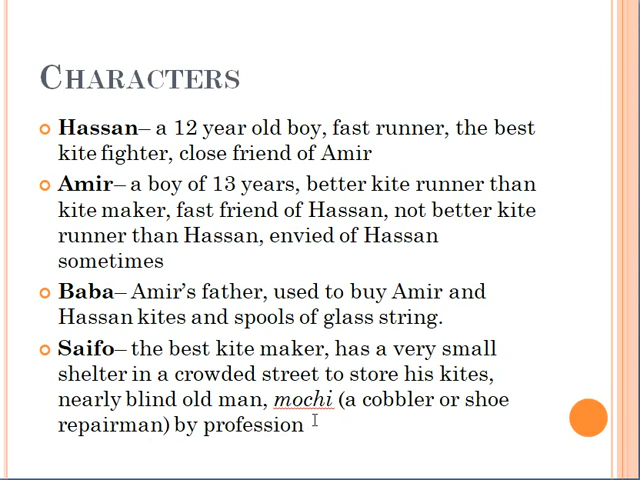 CHARACTERS
Hassan– a 12 year old boy, fast runner, the best
kite fighter, close friend of Amir
Amir– a boy of 13 years, better kite runner than
kite maker, fast friend of Hassan, not better kite
runner than Hassan, envied of Hassan
sometimes
Baba– Amir's father, used to buy Amir and
Hassan kites and spools of glass string.
Saifo– the best kite maker, has a very small
shelter in a crowded street to store his kites,
nearly blind old man, mochi (a cobbler or shoe
repairman) by profession